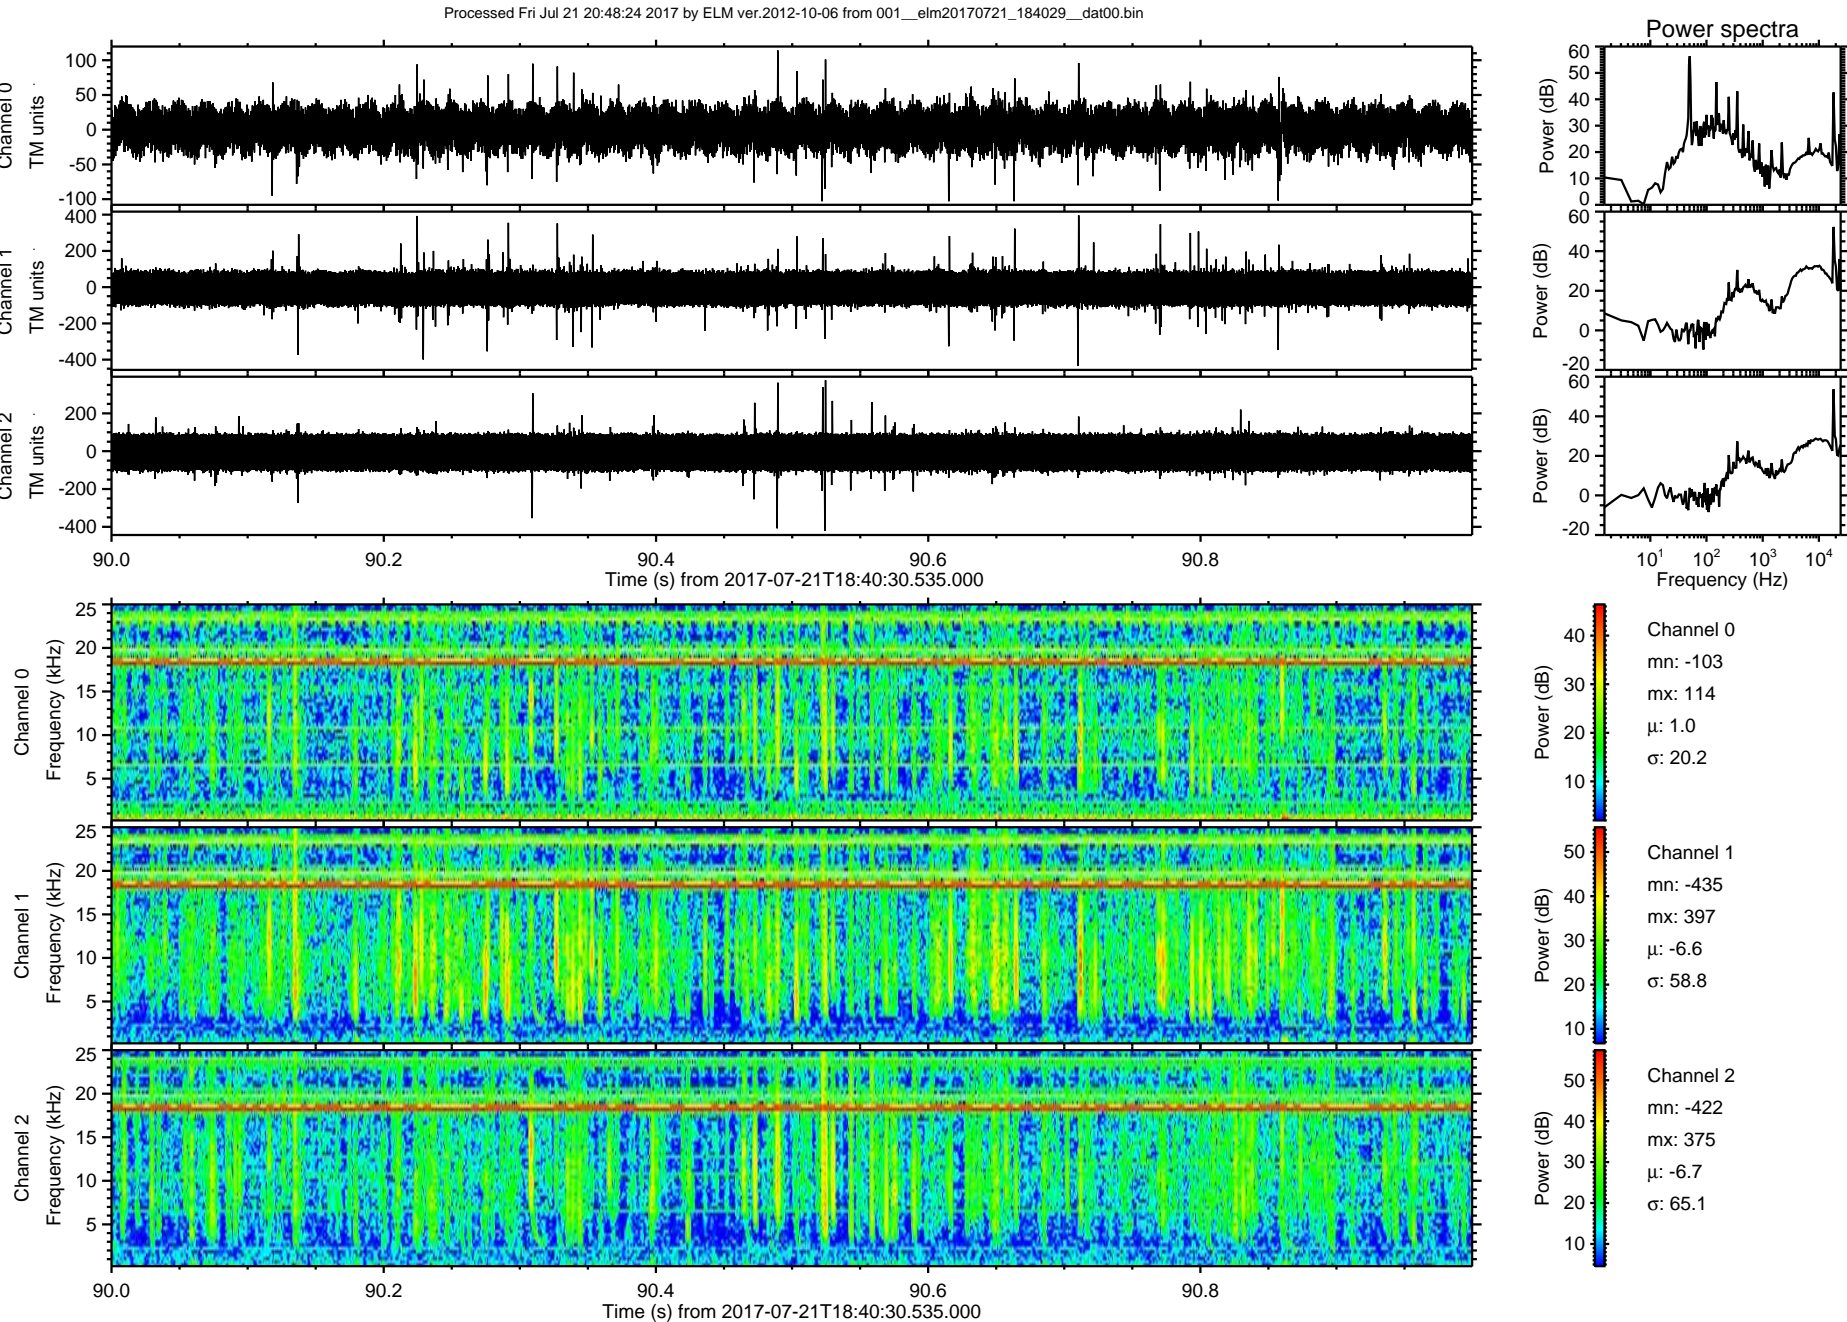 Processed Fri Jul 21 20:48:24 2017 by ELM ver.2012-10-06 from 001__elm20170721_184029__dat00.bin
Power spectra
Channel 0
TM units
100
50
0
-50
-100
Power (dB)
60
50
40
30
20
10
0
Channel 1
TM units
400
200
0
-200
-400
Power (dB)
60
40
20
0
-20
Channel 2
TM units
200
0
-200
-400
Power (dB)
60
40
20
0
-20
90.0 90.2 90.4 90.6 90.8
Time (s) from 2017-07-21T18:40:30.535.000
10¹ 10² 10³ 10⁴
Frequency (Hz)
Channel 0
Frequency (kHz)
25
20
15
10
5
Power (dB)
40
30
20
10
Channel 0
mn: -103
mx: 114
μ: 1.0
σ: 20.2
Channel 1
Frequency (kHz)
25
20
15
10
5
Power (dB)
50
40
30
20
10
Channel 1
mn: -435
mx: 397
μ: -6.6
σ: 58.8
Channel 2
Frequency (kHz)
25
20
15
10
5
Power (dB)
50
40
30
20
10
Channel 2
mn: -422
mx: 375
μ: -6.7
σ: 65.1
90.0 90.2 90.4 90.6 90.8
Time (s) from 2017-07-21T18:40:30.535.000